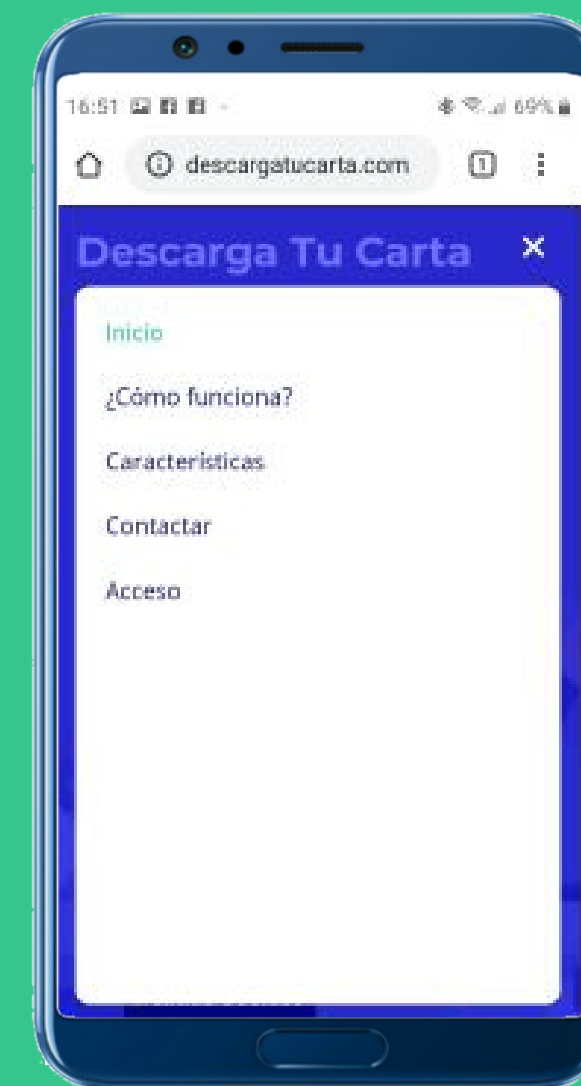 16:51 69%
descargatucarta.com 1
Descarga Tu Carta ×
Inicio
¿Cómo funciona?
Características
Contactar
Acceso